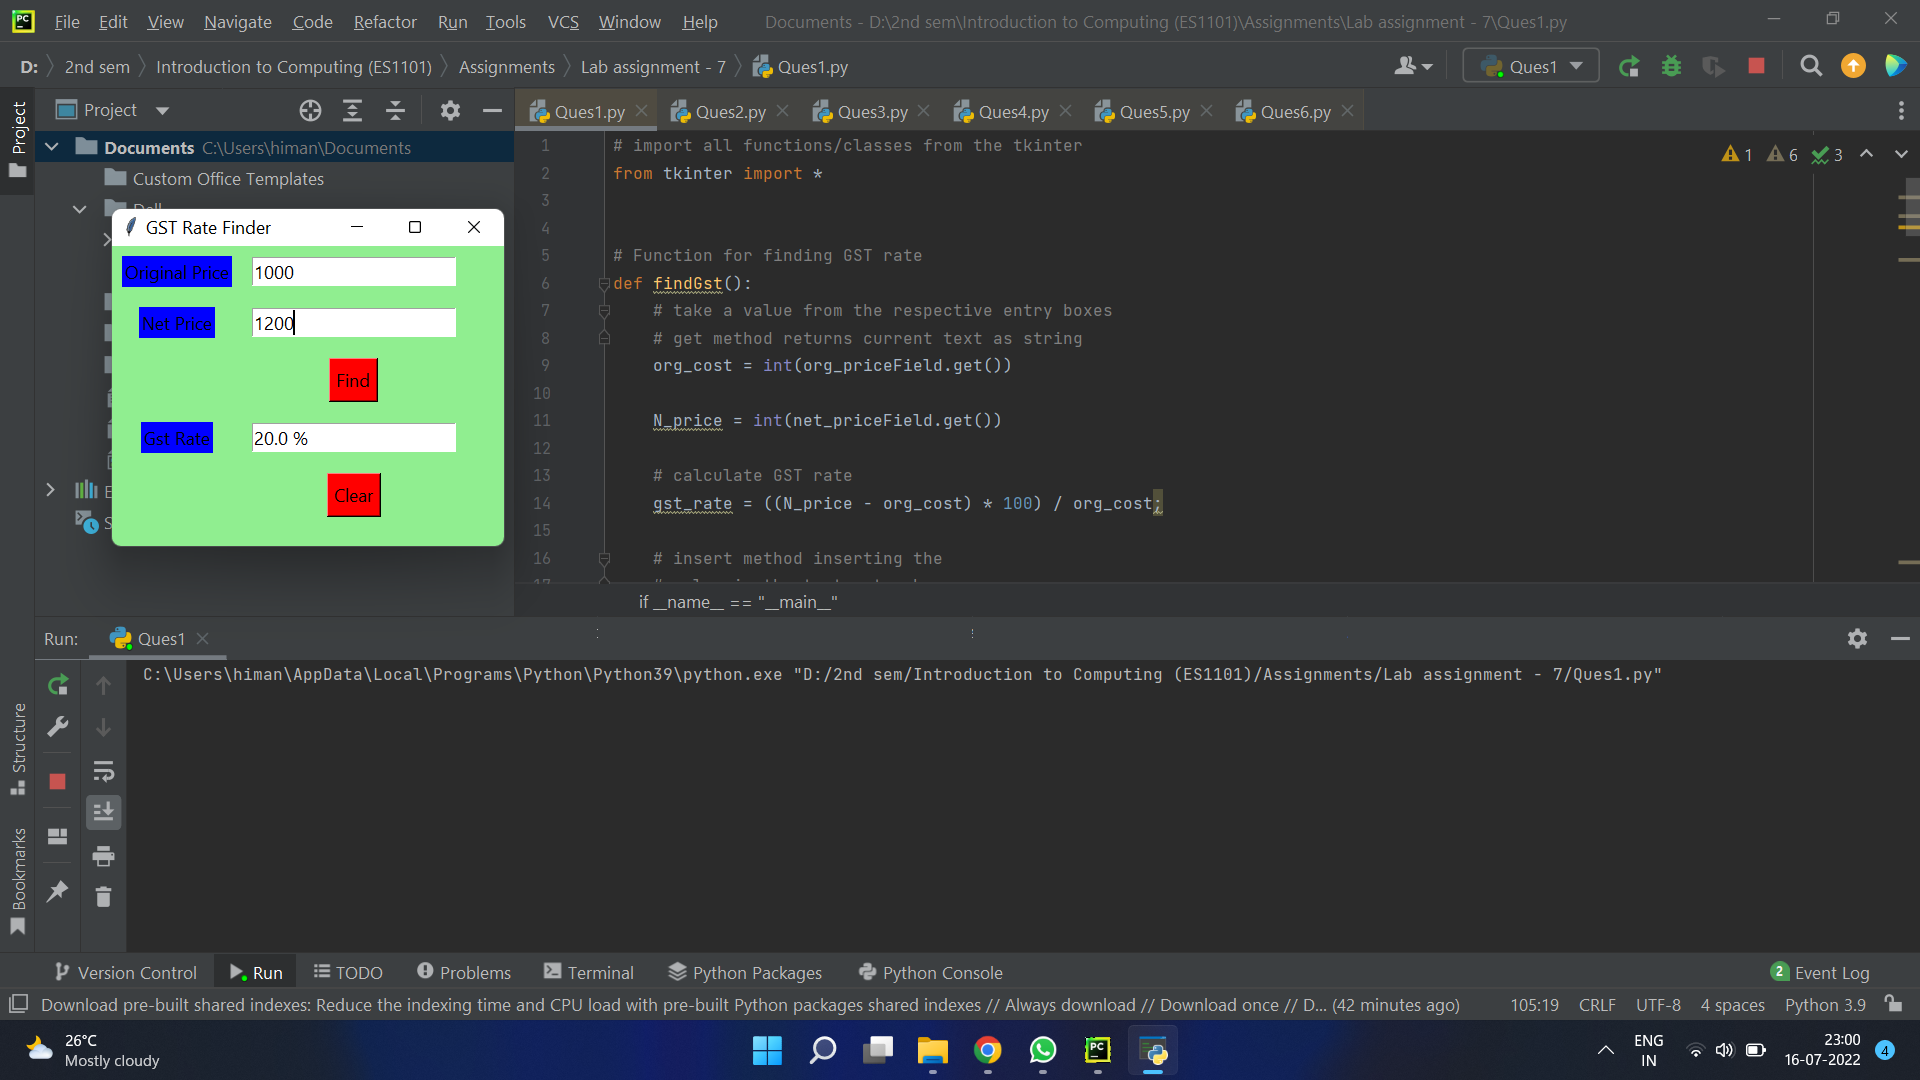 PC File Edit View Navigate Code Refactor Run Tools VCS Window Help Documents - D:\2nd sem\Introduction to Computing (ES1101)\Assignments\Lab assignment - 7\Ques1.py
D: 2nd sem Introduction to Computing (ES1101) Assignments Lab assignment - 7 Ques1.py Ques1
Project
Project
Ques1.py Ques2.py Ques3.py Ques4.py Ques5.py Ques6.py
Documents C:\Users\himan\Documents
Custom Office Templates
GST Rate Finder
Original Price 1000
Net Price 1200
Find
Gst Rate 20.0 %
Clear
1 # import all functions/classes from the tkinter
2 from tkinter import *
3
4
5 # Function for finding GST rate
6 def findGst():
7 # take a value from the respective entry boxes
8 # get method returns current text as string
9 org_cost = int(org_priceField.get())
10
11 N_price = int(net_priceField.get())
12
13 # calculate GST rate
14 gst_rate = ((N_price - org_cost) * 100) / org_cost;
15
16 # insert method inserting the
1 6 3
if __name__ == "__main__"
Run: Ques1
C:\Users\himan\AppData\Local\Programs\Python\Python39\python.exe "D:/2nd sem/Introduction to Computing (ES1101)/Assignments/Lab assignment - 7/Ques1.py"
Structure
Bookmarks
Version Control Run TODO Problems Terminal Python Packages Python Console 2 Event Log
Download pre-built shared indexes: Reduce the indexing time and CPU load with pre-built Python packages shared indexes // Always download // Download once // D... (42 minutes ago) 105:19 CRLF UTF-8 4 spaces Python 3.9
26°C
Mostly cloudy
PC
ENG
IN
23:00
16-07-2022
4